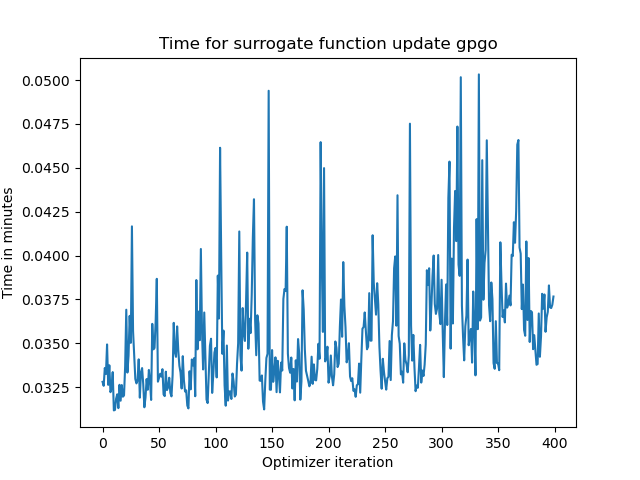 Time for surrogate function update gpgo
0.0500
0.0475
0.0450
0.0425
0.0400
0.0375
0.0350
0.0325
Time in minutes
0 50 100 150 200 250 300 350 400
Optimizer iteration